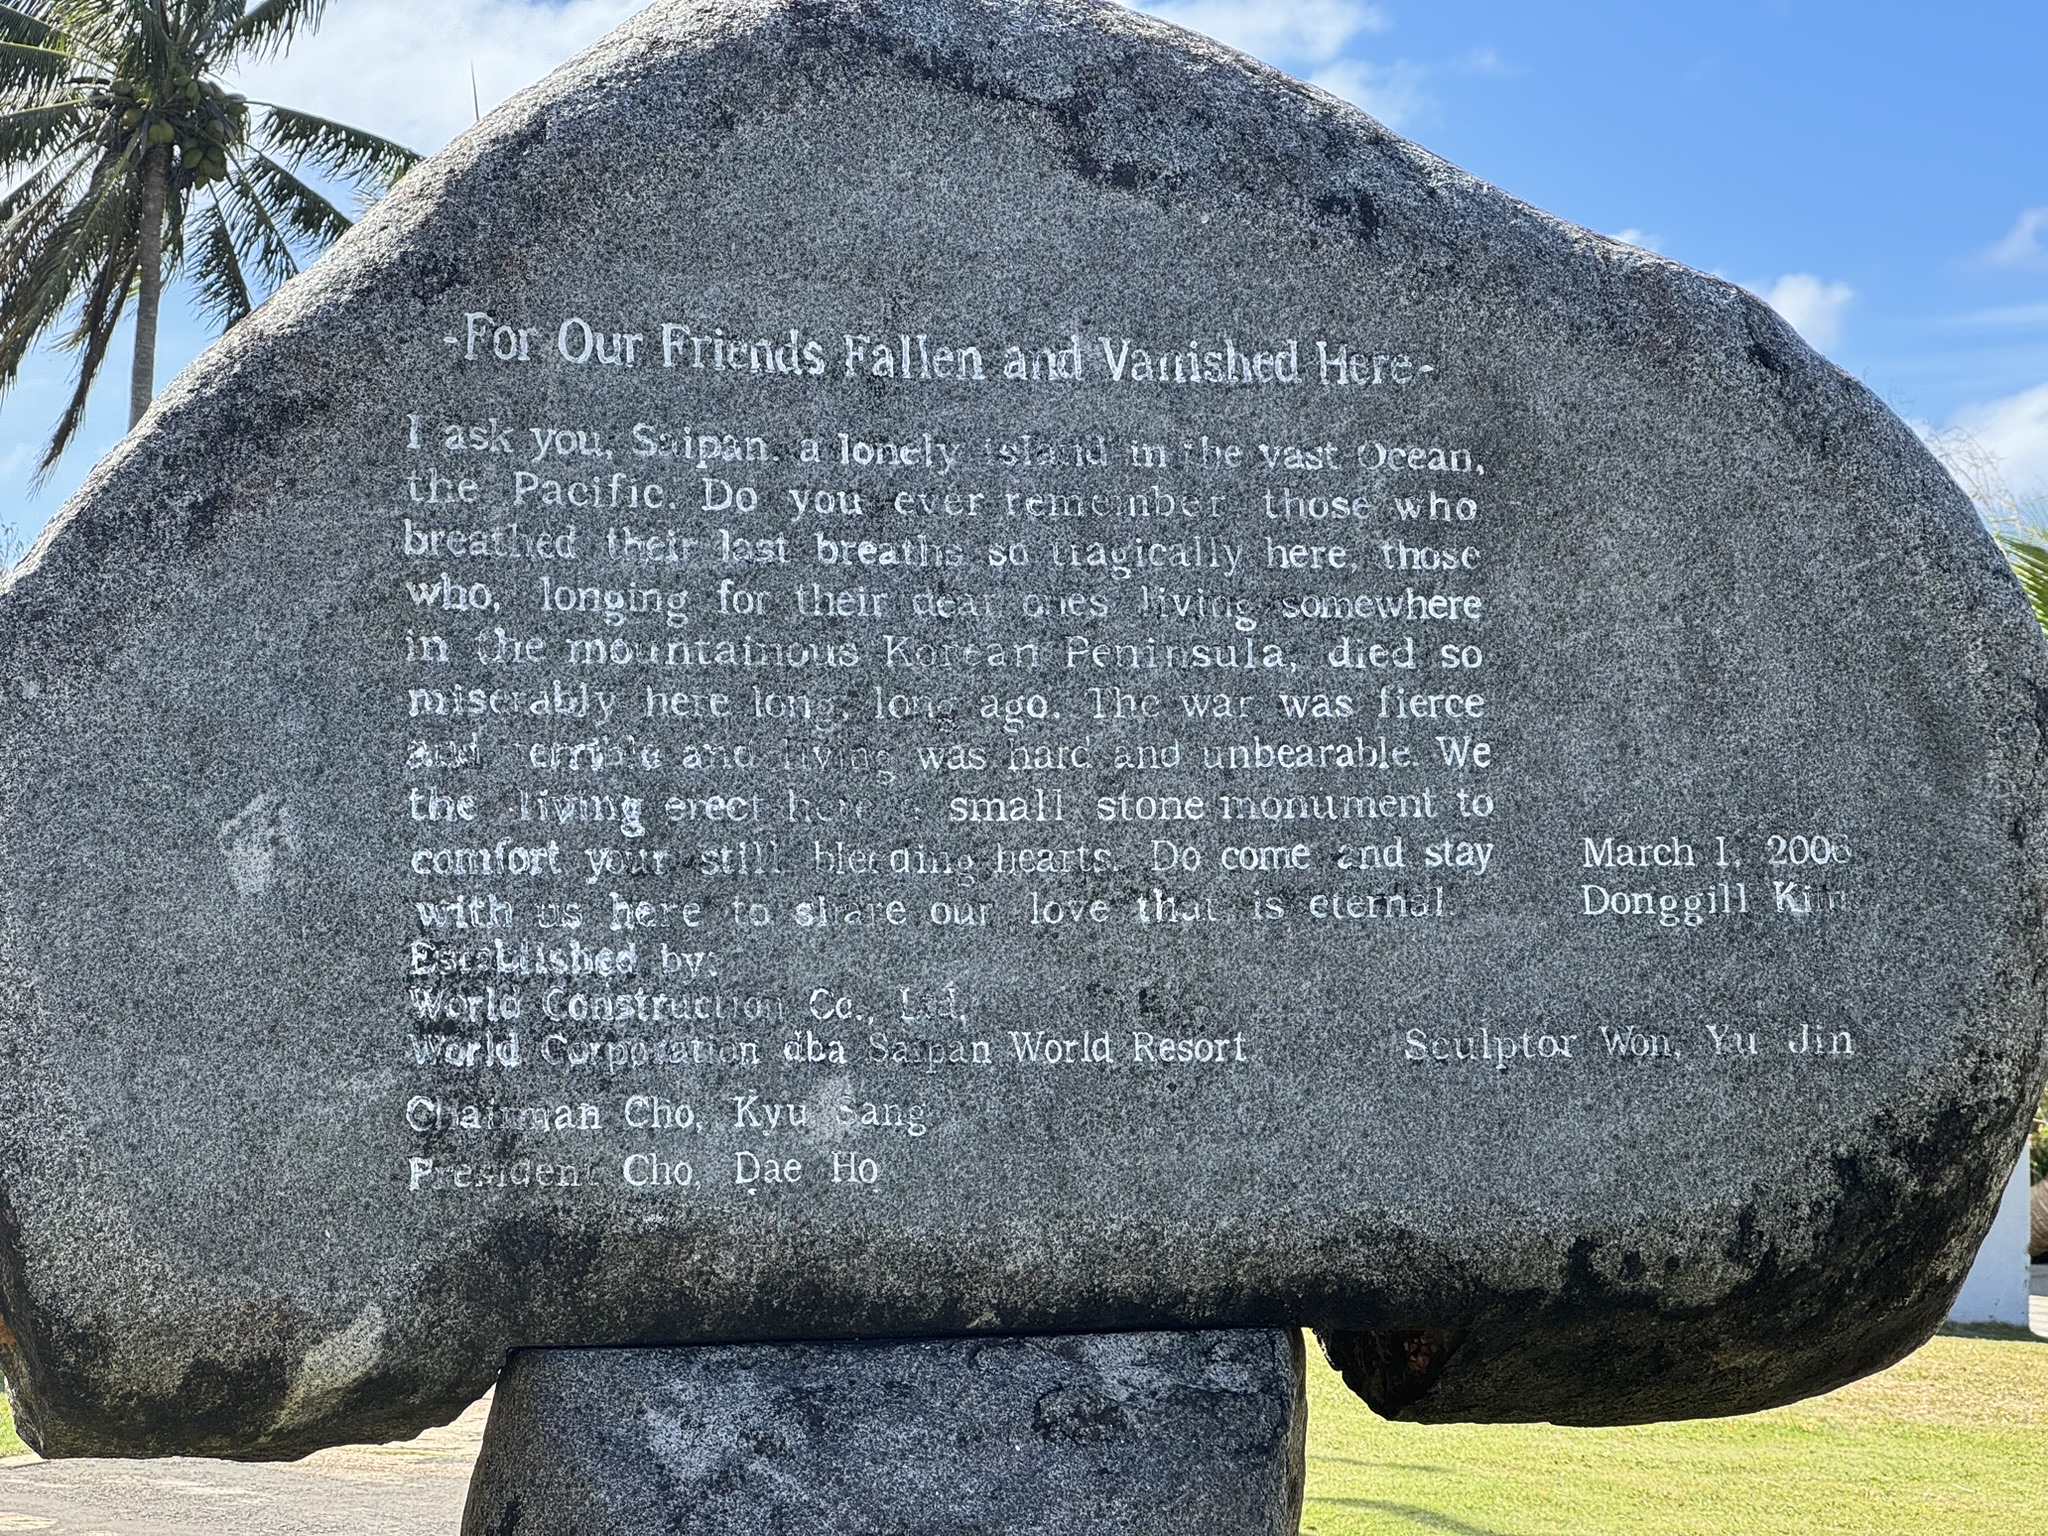 -For Our Friends Fallen and Vanished Here-
I ask you, Saipan, a lonely island in the vast Ocean,
the Pacific. Do you ever remember those who
breathed their last breaths so tragically here, those
who, longing for their dear ones living somewhere
in the mountainous Korean Peninsula, died so
miserably here long, long ago. The war was fierce
and terrible and living was hard and unbearable. We
the living erect here a small stone monument to
comfort your still bleeding hearts. Do come and stay
with us here to share our love that is eternal.
March 1, 2006
Donggill Kim
Established by:
World Construction Co., Ltd,
World Corporation dba Saipan World Resort
Sculptor Won, Yu Jin
Chairman Cho, Kyu Sang
President Cho, Dae Ho